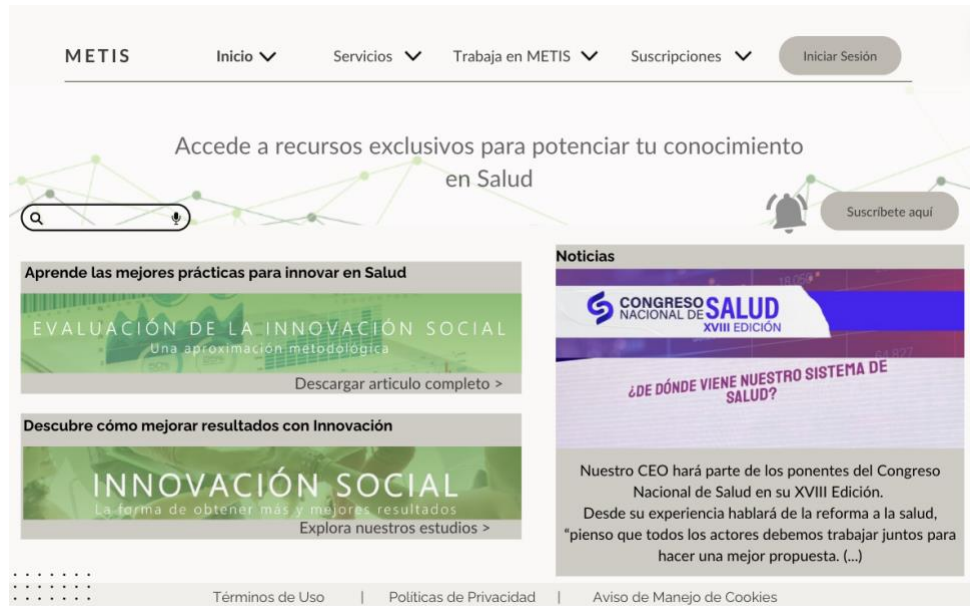 METIS
Inicio
Servicios
Trabaja en METIS
Suscripciones
Iniciar Sesión
Accede a recursos exclusivos para potenciar tu conocimiento
en Salud
Suscríbete aquí
Aprende las mejores prácticas para innovar en Salud
EVALUACIÓN DE LA INNOVACIÓN SOCIAL
Una aproximación metodológica
Descargar articulo completo >
Descubre cómo mejorar resultados con Innovación
INNOVACIÓN SOCIAL
La forma de obtener más y mejores resultados
Explora nuestros estudios >
Noticias
18,050
CONGRESO
NACIONAL DE SALUD
XVIII EDICIÓN
64,827
¿DE DÓNDE VIENE NUESTRO SISTEMA DE
SALUD?
Nuestro CEO hará parte de los ponentes del Congreso
Nacional de Salud en su XVIII Edición.
Desde su experiencia hablará de la reforma a la salud,
“pienso que todos los actores debemos trabajar juntos para
hacer una mejor propuesta. (...)
Términos de Uso | Políticas de Privacidad | Aviso de Manejo de Cookies